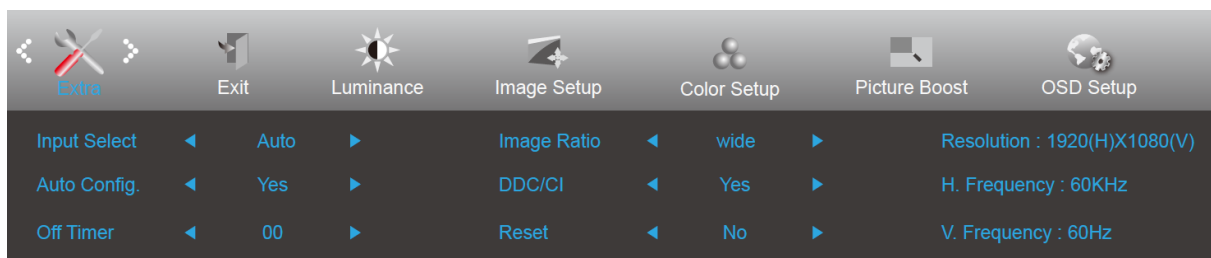 Extra Exit Luminance Image Setup Color Setup Picture Boost OSD Setup
Input Select Auto Image Ratio wide Resolution : 1920(H)X1080(V)
Auto Config. Yes DDC/CI Yes H. Frequency : 60KHz
Off Timer 00 Reset No V. Frequency : 60Hz